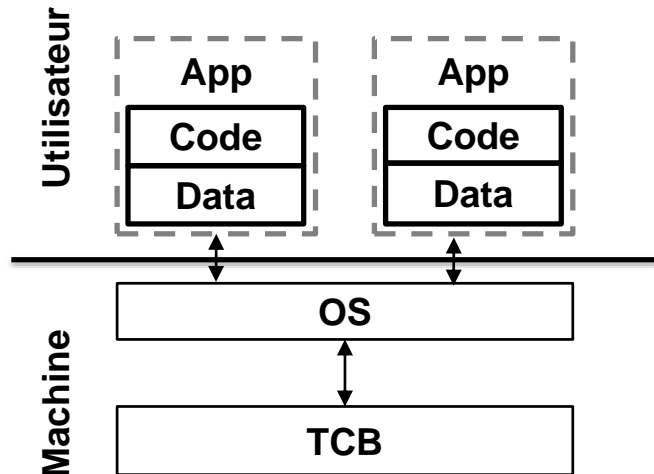 Utilisateur
App
Code
Data
App
Code
Data
OS
Machine
TCB